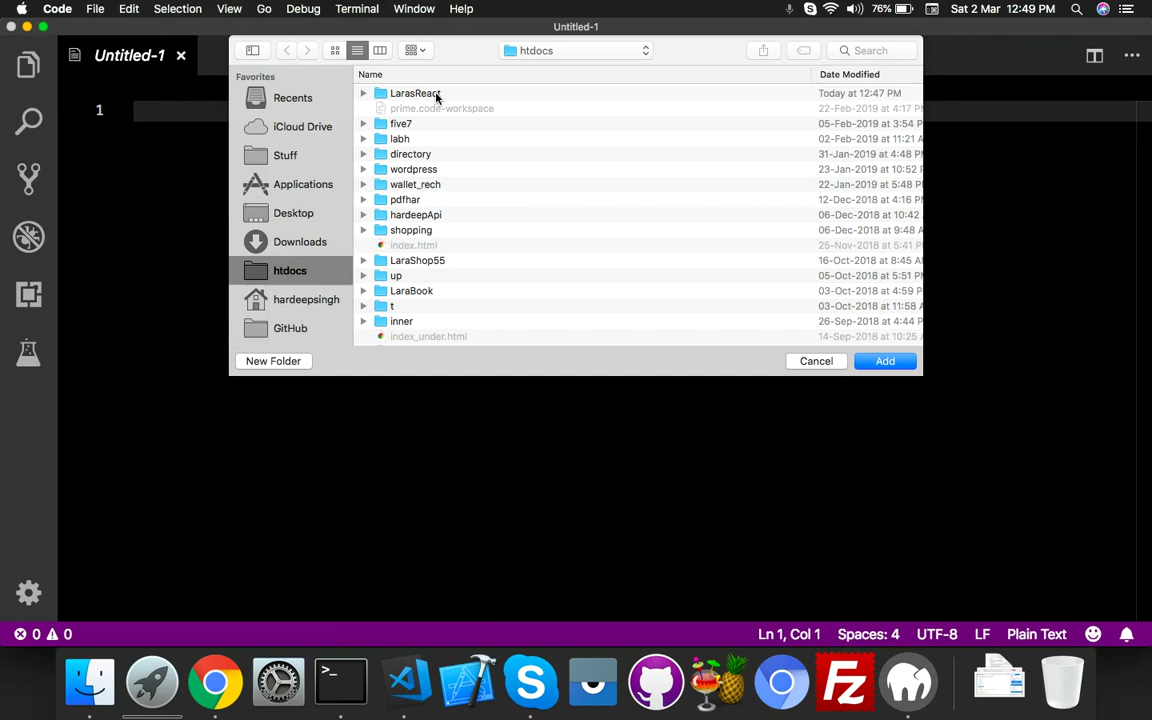 Code File Edit Selection View Go Debug Terminal Window Help 76% Sat 2 Mar 12:49 PM
Untitled-1
Untitled-1
htdocs Search
Favorites
Name Date Modified
Recents
iCloud Drive
Stuff
Applications
Desktop
Downloads
htdocs
hardeepsingh
GitHub
LarasReact Today at 12:47 PM
prime.code-workspace 22-Feb-2019 at 4:17 P
five7 05-Feb-2019 at 3:54 P
labh 02-Feb-2019 at 11:21 A
directory 31-Jan-2019 at 4:48 P
wordpress 23-Jan-2019 at 10:52
wallet_rech 22-Jan-2019 at 5:48 P
pdfhar 12-Dec-2018 at 4:16 P
hardeepApi 06-Dec-2018 at 10:42
shopping 06-Dec-2018 at 9:48 A
index.html 25-Nov-2018 at 5:41 P
LaraShop55 16-Oct-2018 at 8:45 A
up 05-Oct-2018 at 5:51 P
LaraBook 03-Oct-2018 at 4:59 P
t 03-Oct-2018 at 11:58 A
inner 26-Sep-2018 at 4:44 P
index_under.html 14-Sep-2018 at 10:25
New Folder Cancel Add
1
0 0 Ln 1, Col 1 Spaces: 4 UTF-8 LF Plain Text
>_ S Fz